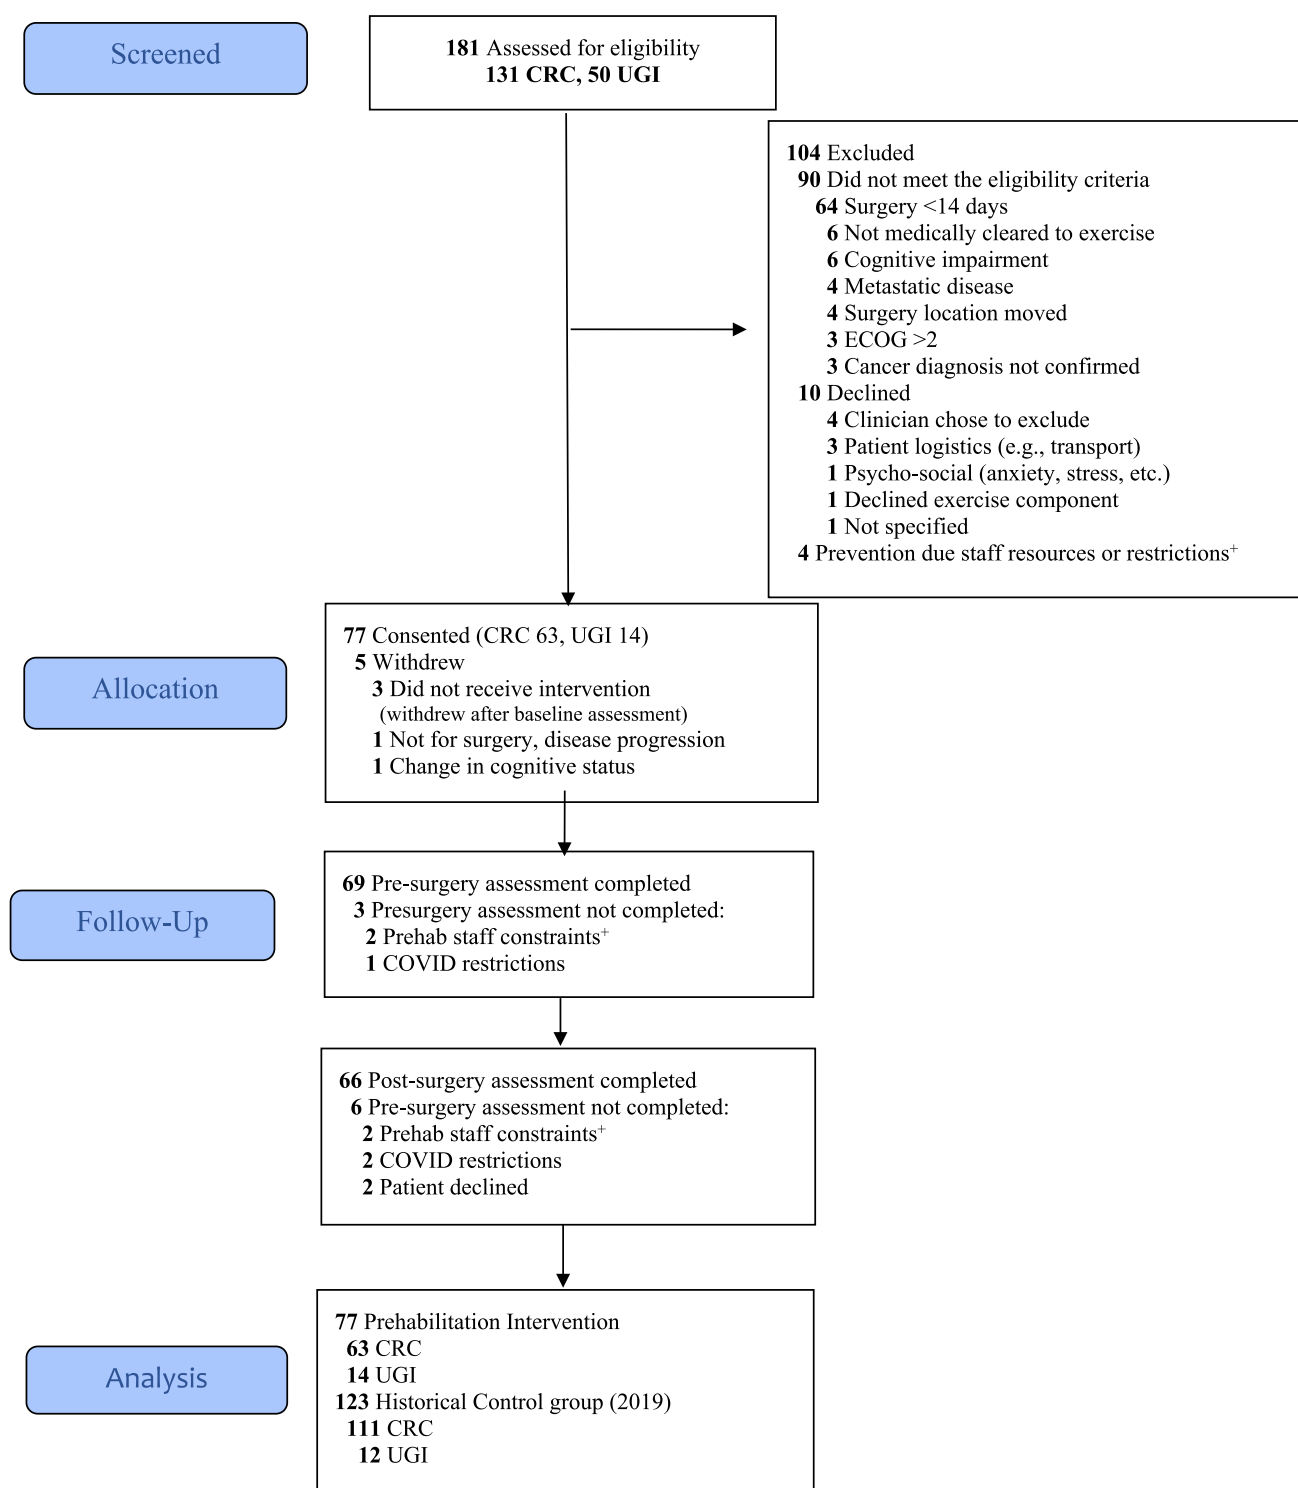 Screened
181 Assessed for eligibility
131 CRC, 50 UGI
104 Excluded
90 Did not meet the eligibility criteria
64 Surgery <14 days
6 Not medically cleared to exercise
6 Cognitive impairment
4 Metastatic disease
4 Surgery location moved
3 ECOG >2
3 Cancer diagnosis not confirmed
10 Declined
4 Clinician chose to exclude
3 Patient logistics (e.g., transport)
1 Psycho-social (anxiety, stress, etc.)
1 Declined exercise component
1 Not specified
4 Prevention due staff resources or restrictions+
Allocation
77 Consented (CRC 63, UGI 14)
5 Withdrew
3 Did not receive intervention
(withdrew after baseline assessment)
1 Not for surgery, disease progression
1 Change in cognitive status
Follow-Up
69 Pre-surgery assessment completed
3 Presurgery assessment not completed:
2 Prehab staff constraints+
1 COVID restrictions
66 Post-surgery assessment completed
6 Pre-surgery assessment not completed:
2 Prehab staff constraints+
2 COVID restrictions
2 Patient declined
Analysis
77 Prehabilitation Intervention
63 CRC
14 UGI
123 Historical Control group (2019)
111 CRC
12 UGI